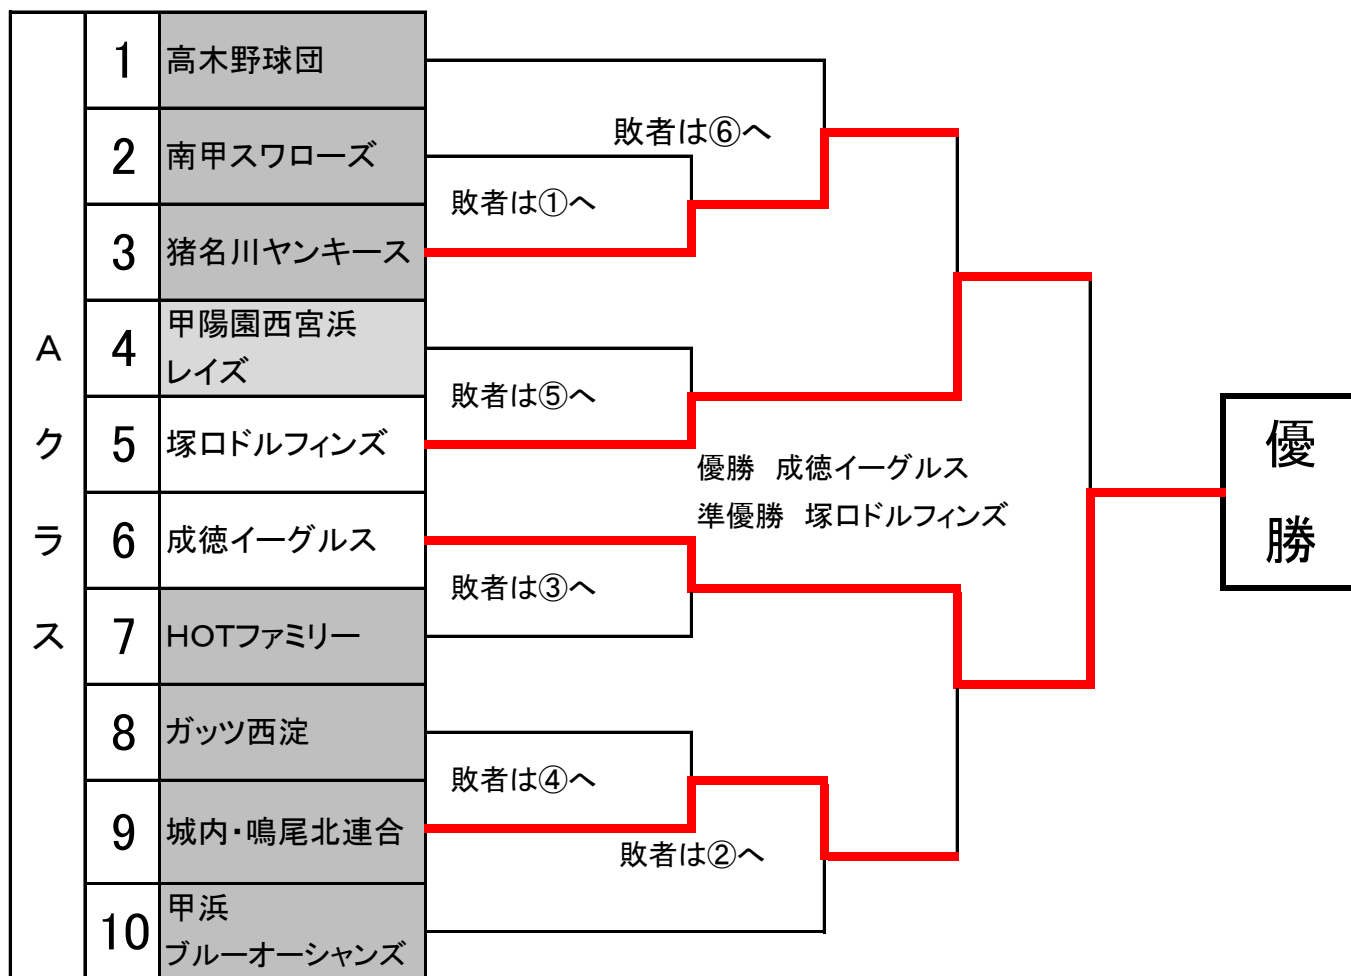 Aクラス
1 高木野球団
敗者は⑥へ
2 南甲スワローズ
敗者は①へ
3 猪名川ヤンキース
4 甲陽園西宮浜
レイズ
敗者は⑤へ
5 塚口ドルフィンズ
優勝 成徳イーグルス
準優勝 塚口ドルフィンズ
優勝
6 成徳イーグルス
敗者は③へ
7 HOTファミリー
8 ガッツ西淀
敗者は④へ
9 城内・鳴尾北連合
敗者は②へ
10 甲浜
ブルーオーシャンズ